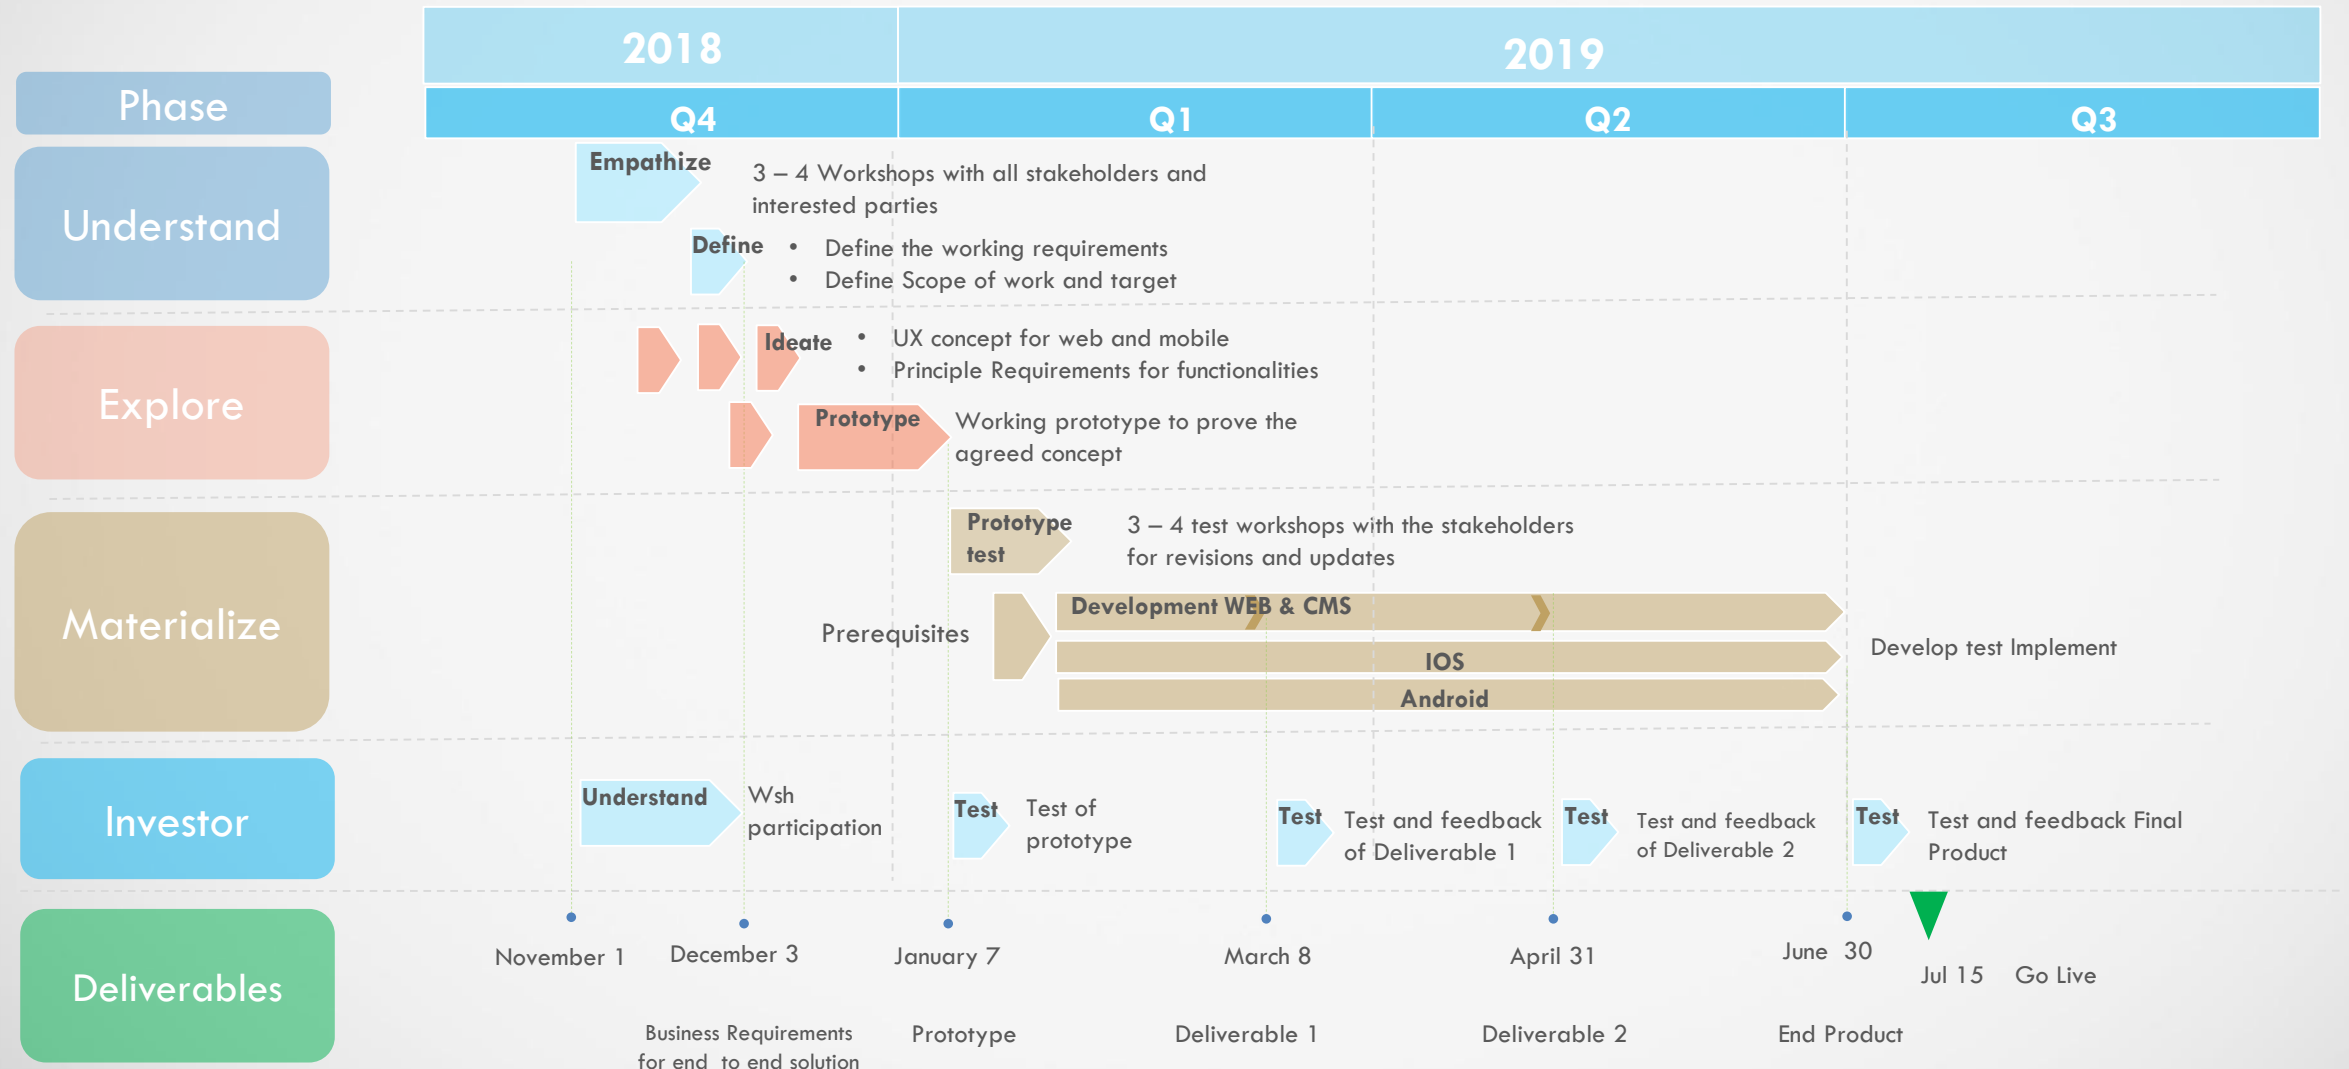 2018
2019
Phase
Q4
Q1
Q2
Q3
Understand
Empathize
3 – 4 Workshops with all stakeholders and
interested parties
Define
• Define the working requirements
• Define Scope of work and target
Explore
Ideate
• UX concept for web and mobile
• Principle Requirements for functionalities
Prototype
Working prototype to prove the
agreed concept
Materialize
Prototype
test
3 – 4 test workshops with the stakeholders
for revisions and updates
Prerequisites
Development WEB & CMS
IOS
Android
Develop test Implement
Investor
Understand
Wsh
participation
Test
Test of
prototype
Test
Test and feedback
of Deliverable 1
Test
Test and feedback
of Deliverable 2
Test
Test and feedback Final
Product
Deliverables
November 1
December 3
January 7
March 8
April 31
June 30
Jul 15 Go Live
Business Requirements
for end to end solution
Prototype
Deliverable 1
Deliverable 2
End Product